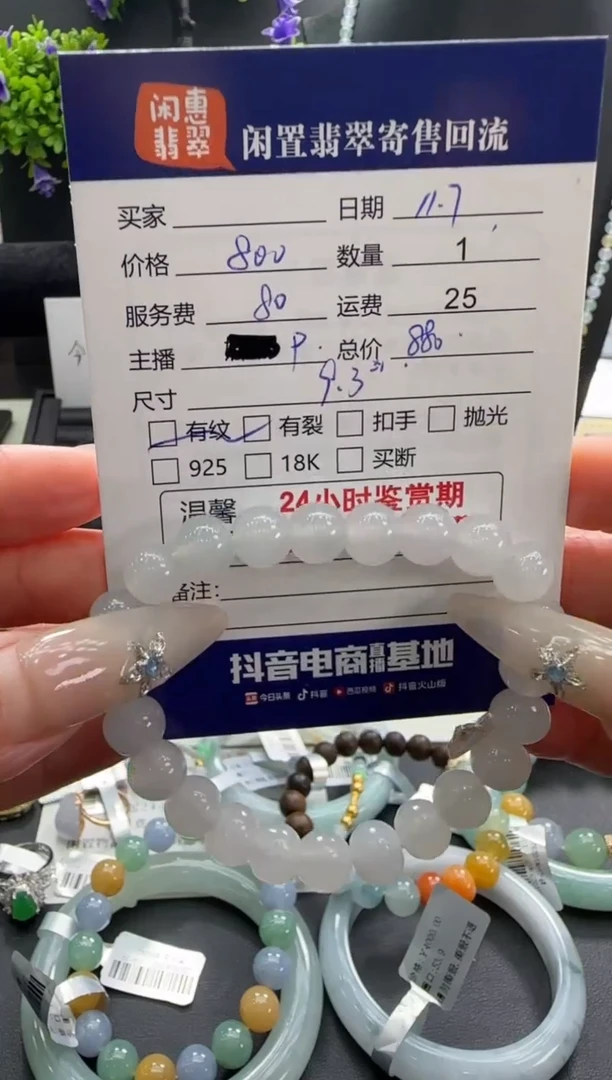 闲惠
翡翠
闲置翡翠寄售回流
买家 日期 11.7
价格 800 数量 1
服务费 80 运费 25
主播 P. 总价 880
尺寸 9.3
有纹 有裂 扣手 抛光
925 18K 买断
温馨 24小时鉴赏期
备注:
抖音电商直播基地
今日头条 抖音 西瓜视频 抖音火山版